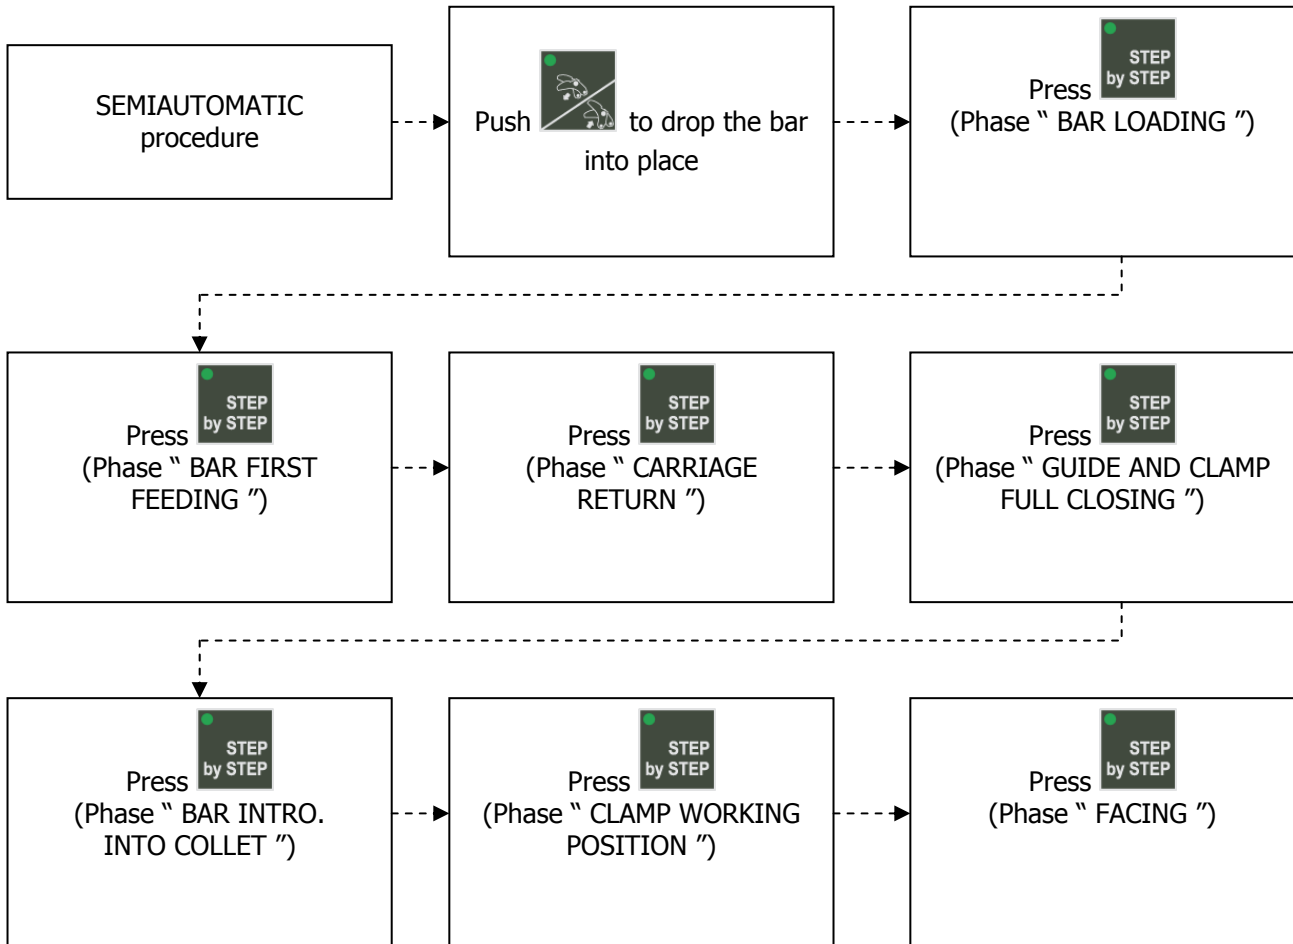 SEMIAUTOMATIC
procedure
Push to drop the bar
into place
STEP
by STEP
Press
(Phase “ BAR LOADING ”)
STEP
by STEP
Press
(Phase “ BAR FIRST
FEEDING ”)
STEP
by STEP
Press
(Phase “ CARRIAGE
RETURN ”)
STEP
by STEP
Press
(Phase “ GUIDE AND CLAMP
FULL CLOSING ”)
STEP
by STEP
Press
(Phase “ BAR INTRO.
INTO COLLET ”)
STEP
by STEP
Press
(Phase “ CLAMP WORKING
POSITION ”)
STEP
by STEP
Press
(Phase “ FACING ”)